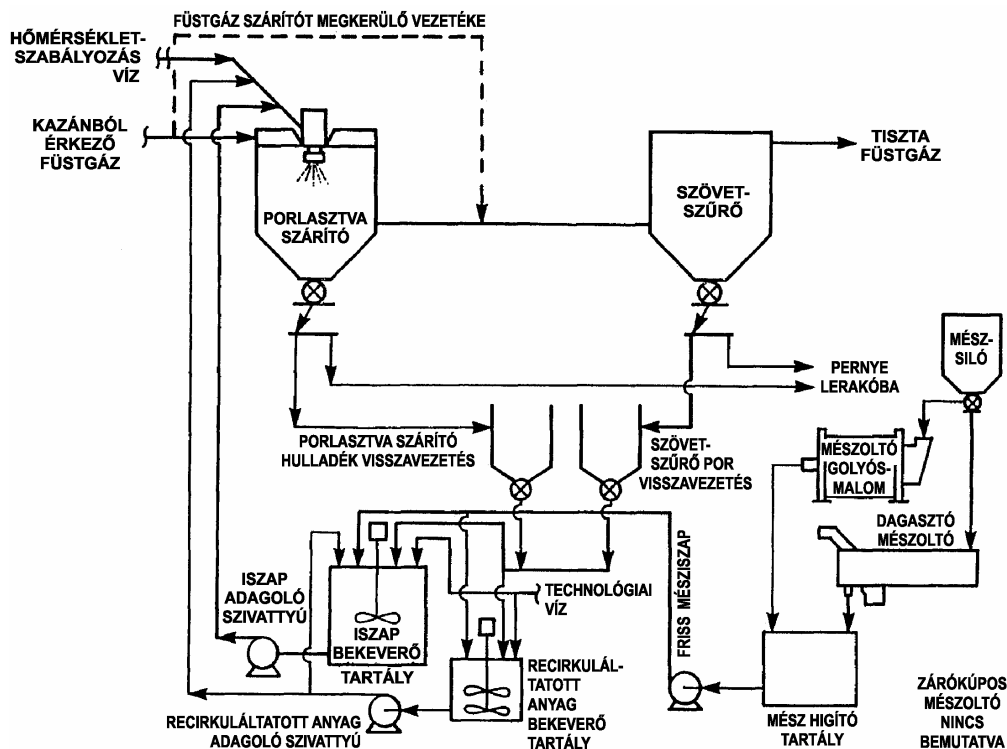 FÜSTGÁZ SZÁRÍTÓT MEGKERÜLŐ VEZETÉKE
HŐMÉRSÉKLET-
SZABÁLYOZÁS
VÍZ
KAZÁNBÓL
ÉRKEZŐ
FÜSTGÁZ
TISZTA
FÜSTGÁZ
PORLASZTVA
SZÁRÍTÓ
SZÖVET-
SZŰRŐ
MÉSZ-
SILÓ
PERNYE
LERAKÓBA
PORLASZTVA SZÁRÍTÓ
HULLADÉK VISSZAVEZETÉS
SZÖVET-
SZŰRŐ POR
VISSZAVEZETÉS
MÉSZOLTÓ
GOLYÓS-
MALOM
DAGASZTÓ
MÉSZOLTÓ
ISZAP
ADAGOLÓ
SZIVATTYÚ
TECHNOLÓGIAI
VÍZ
FRISS MÉSZISZAP
ISZAP
BEKEVERŐ
TARTÁLY
RECIRKULÁL-
TATOTT
ANYAG
BEKEVERŐ
TARTÁLY
RECIRKULÁLTATOTT ANYAG
ADAGOLÓ SZIVATTYÚ
MÉSZ HIGÍTÓ
TARTÁLY
ZÁRÓKÚPOS
MÉSZOLTÓ
NINCS
BEMUTATVA